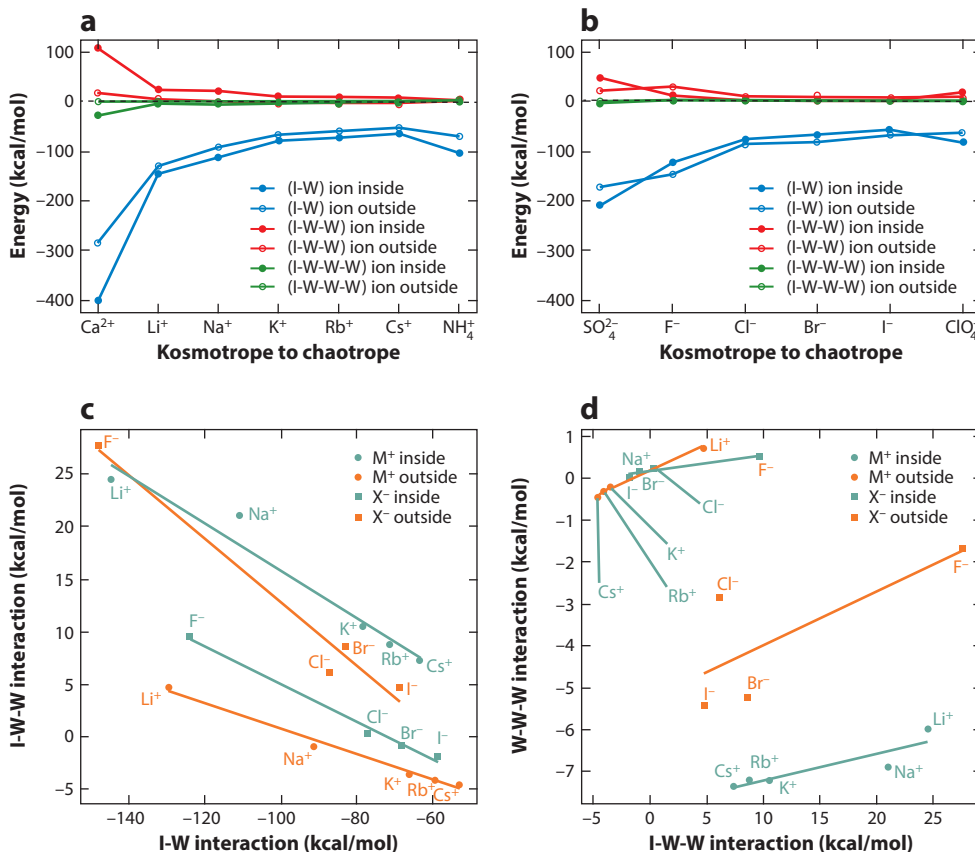 a
100
0
−100
−200
−300
−400
Energy (kcal/mol)
(I-W) ion inside
(I-W) ion outside
(I-W-W) ion inside
(I-W-W) ion outside
(I-W-W-W) ion inside
(I-W-W-W) ion outside
Ca²⁺ Li⁺ Na⁺ K⁺ Rb⁺ Cs⁺ NH₄⁺
Kosmotrope to chaotrope
b
100
0
−100
−200
−300
−400
Energy (kcal/mol)
(I-W) ion inside
(I-W) ion outside
(I-W-W) ion inside
(I-W-W) ion outside
(I-W-W-W) ion inside
(I-W-W-W) ion outside
SO₄²⁻ F⁻ Cl⁻ Br⁻ I⁻ ClO₄⁻
Kosmotrope to chaotrope
c
25
20
15
10
5
0
−5
I-W-W interaction (kcal/mol)
M⁺ inside
M⁺ outside
X⁻ inside
X⁻ outside
F⁻
Li⁺
Na⁺
F⁻
K⁺
Br⁻
Rb⁺
Cs⁺
Cl⁻
Li⁺
I⁻
Cl⁻
Br⁻
I⁻
Na⁺
K⁺
Rb⁺
Cs⁺
−140 −120 −100 −80 −60
I-W interaction (kcal/mol)
d
1
0
−1
−2
−3
−4
−5
−6
−7
W-W-W interaction (kcal/mol)
M⁺ inside
M⁺ outside
X⁻ inside
X⁻ outside
Li⁺
Na⁺
F⁻
I⁻
Br⁻
Cl⁻
K⁺
F⁻
Cs⁺
Rb⁺
Cl⁻
I⁻
Br⁻
Li⁺
Rb⁺
Cs⁺
K⁺
Na⁺
−5 0 5 10 15 20 25
I-W-W interaction (kcal/mol)